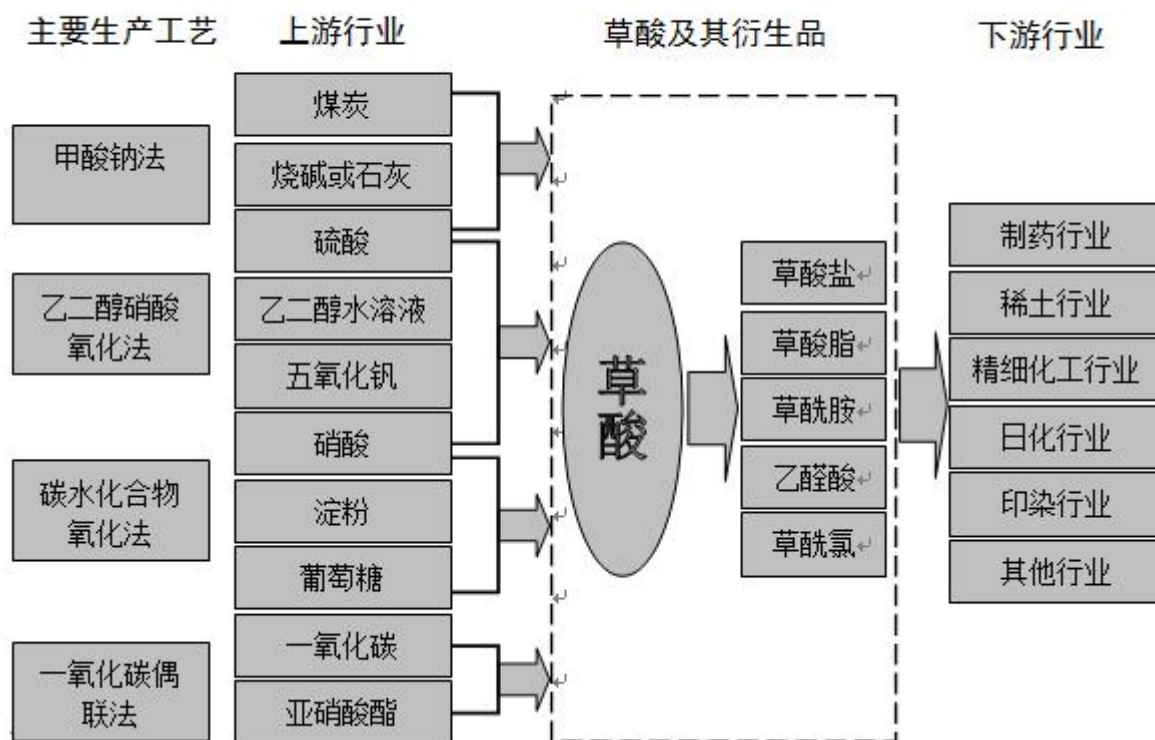 主要生产工艺
上游行业
草酸及其衍生品
下游行业
甲酸钠法
乙二醇硝酸
氧化法
碳水化合物
氧化法
一氧化碳偶
联法
煤炭
烧碱或石灰
硫酸
乙二醇水溶液
五氧化钒
硝酸
淀粉
葡萄糖
一氧化碳
亚硝酸酯
草
酸
草酸盐
草酸脂
草酰胺
乙醛酸
草酰氯
制药行业
稀土行业
精细化工行业
日化行业
印染行业
其他行业